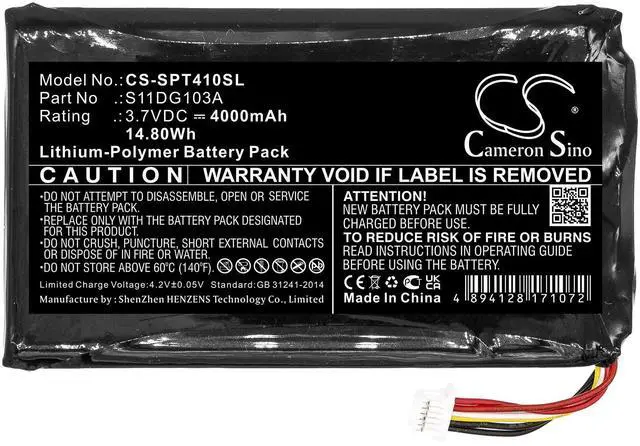 Model No.: CS-SPT410SL
Part No .: S11DG103A
Rating .: 3.7VDC ⎓ 4000mAh
14.80Wh
Lithium-Polymer Battery Pack
CS
Cameron Sino
CAUTION WARRANTY VOID IF LABEL IS REMOVED
•DO NOT ATTEMPT TO DISASSEMBLE, OPEN OR SERVICE
THE BATTERY PACK.
•REPLACE ONLY WITH THE BATTERY PACK DESIGNATED
FOR THIS PRODUCT.
•DO NOT CRUSH, PUNCTURE, SHORT EXTERNAL CONTACTS
OR DISPOSE OF IN FIRE OR WATER.
•DO NOT STORE ABOVE 60°C (140°F).
Limited Charge Voltage:4.2V±0.05V Standard:GB 31241-2014
Manufacture by : ShenZhen HENZENS Technology Co., Limited.
ATTENTION!
NEW BATTERY PACK MUST BE FULLY
CHARGED BEFORE USE.
TO REDUCE RISK OF FIRE OR BURNS
READ INSTRUCTIONS IN OPERATING GUIDE
BEFORE USING THE BATTERY.
CE UK CA
Made In China
4 894128 171072